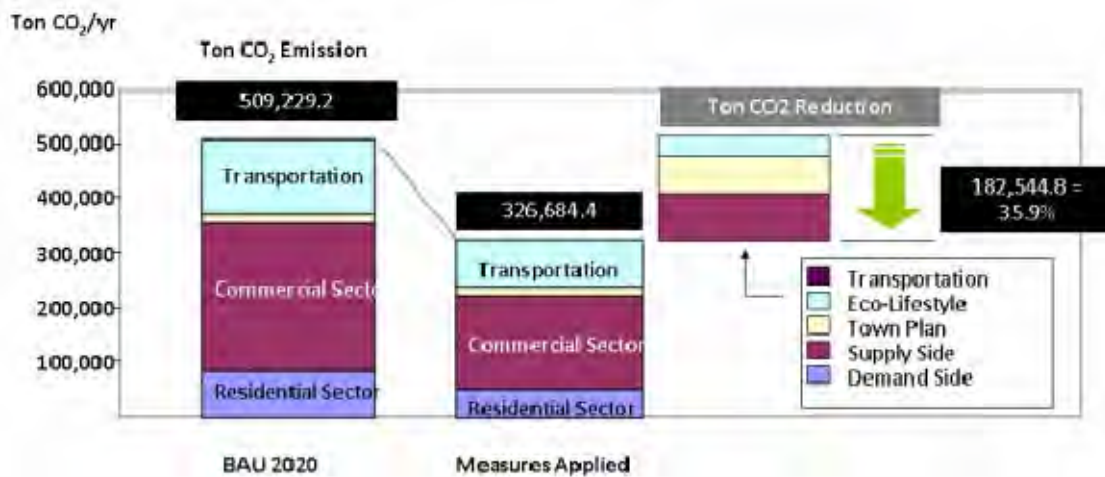 Ton CO₂/yr
Ton CO₂ Emission
600,000
500,000
400,000
300,000
200,000
100,000
509,229.2
Transportation
Commercial Secto
Residential Sector
BAU 2020
326,684.4
Transportation
Commercial Sector
Residential Sector
Measures Applied
Ton CO2 Reduction
182,544.8 =
35.9%
Transportation
Eco-Lifestyle
Town Plan
Supply Side
Demand Side